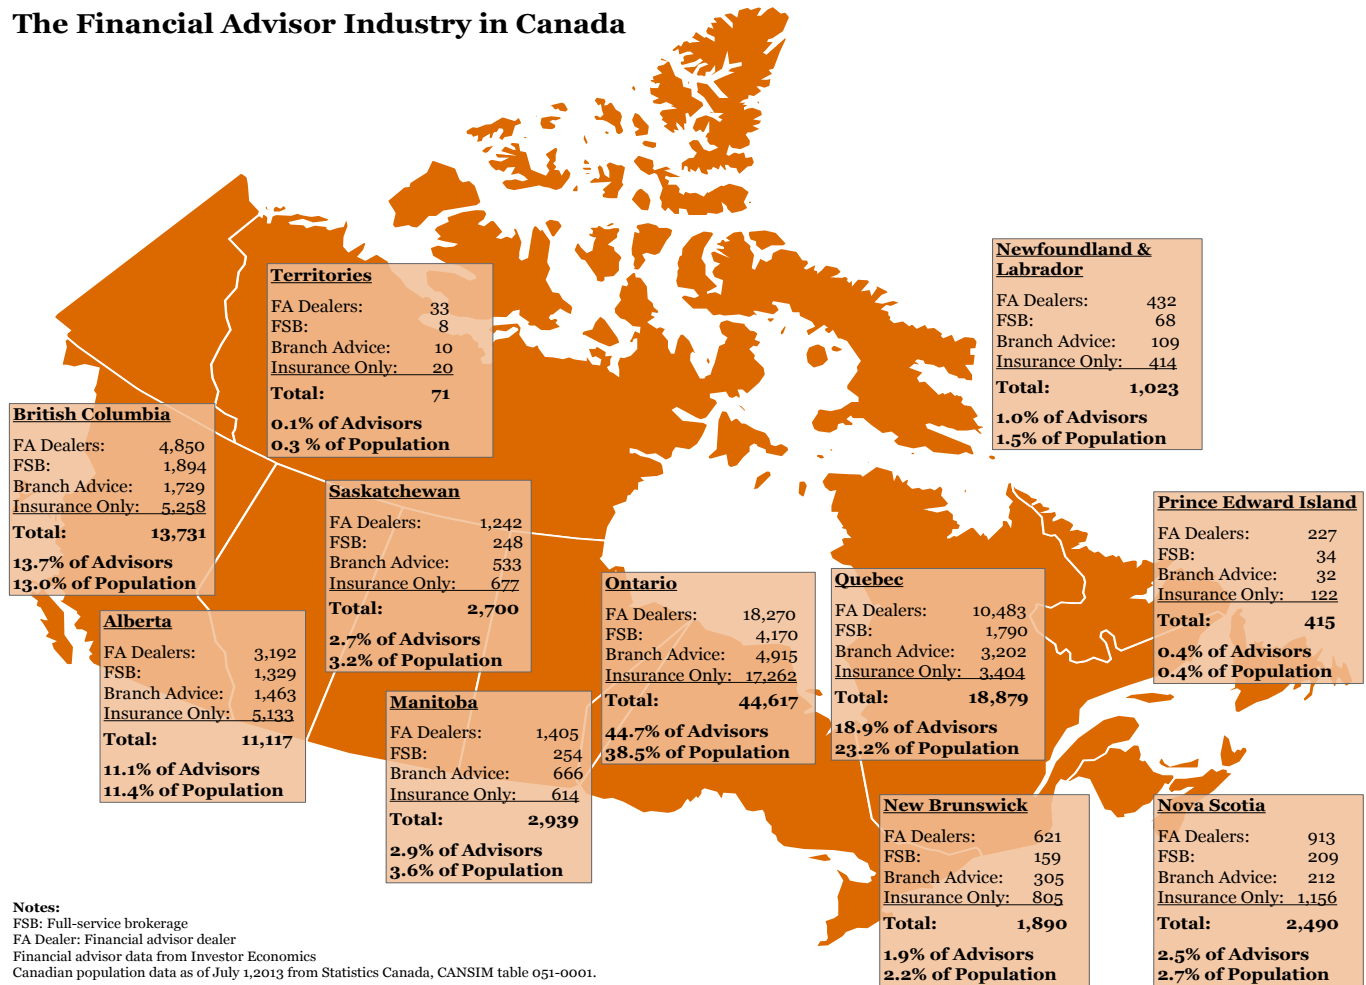 The Financial Advisor Industry in Canada
Territories
FA Dealers: 33
FSB: 8
Branch Advice: 10
Insurance Only: 20
Total: 71
0.1% of Advisors
0.3 % of Population
Newfoundland &
Labrador
FA Dealers: 432
FSB: 68
Branch Advice: 109
Insurance Only: 414
Total: 1,023
1.0% of Advisors
1.5% of Population
British Columbia
FA Dealers: 4,850
FSB: 1,894
Branch Advice: 1,729
Insurance Only: 5,258
Total: 13,731
13.7% of Advisors
13.0% of Population
Saskatchewan
FA Dealers: 1,242
FSB: 248
Branch Advice: 533
Insurance Only: 677
Total: 2,700
2.7% of Advisors
3.2% of Population
Prince Edward Island
FA Dealers: 227
FSB: 34
Branch Advice: 32
Insurance Only: 122
Total: 415
0.4% of Advisors
0.4% of Population
Alberta
FA Dealers: 3,192
FSB: 1,329
Branch Advice: 1,463
Insurance Only: 5,133
Total: 11,117
11.1% of Advisors
11.4% of Population
Ontario
FA Dealers: 18,270
FSB: 4,170
Branch Advice: 4,915
Insurance Only: 17,262
Total: 44,617
44.7% of Advisors
38.5% of Population
Quebec
FA Dealers: 10,483
FSB: 1,790
Branch Advice: 3,202
Insurance Only: 3,404
Total: 18,879
18.9% of Advisors
23.2% of Population
Manitoba
FA Dealers: 1,405
FSB: 254
Branch Advice: 666
Insurance Only: 614
Total: 2,939
2.9% of Advisors
3.6% of Population
New Brunswick
FA Dealers: 621
FSB: 159
Branch Advice: 305
Insurance Only: 805
Total: 1,890
1.9% of Advisors
2.2% of Population
Nova Scotia
FA Dealers: 913
FSB: 209
Branch Advice: 212
Insurance Only: 1,156
Total: 2,490
2.5% of Advisors
2.7% of Population
Notes:
FSB: Full-service brokerage
FA Dealer: Financial advisor dealer
Financial advisor data from Investor Economics
Canadian population data as of July 1,2013 from Statistics Canada, CANSIM table 051-0001.